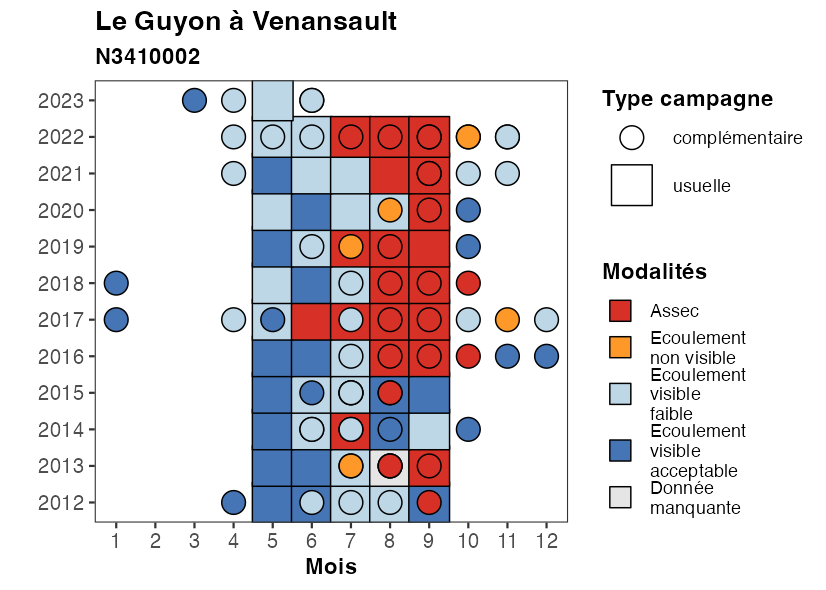 Le Guyon à Venansault
N3410002
2023
2022
2021
2020
2019
2018
2017
2016
2015
2014
2013
2012
1 2 3 4 5 6 7 8 9 10 11 12
Mois
Type campagne
complémentaire
usuelle
Modalités
Assec
Ecoulement
non visible
Ecoulement
visible
faible
Ecoulement
visible
acceptable
Donnée
manquante